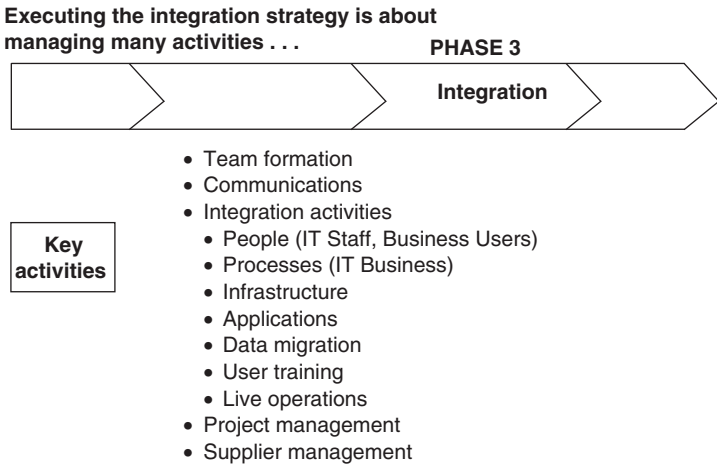 Executing the integration strategy is about
managing many activities . . .
PHASE 3
Integration
Key
activities
• Team formation
• Communications
• Integration activities
• People (IT Staff, Business Users)
• Processes (IT Business)
• Infrastructure
• Applications
• Data migration
• User training
• Live operations
• Project management
• Supplier management